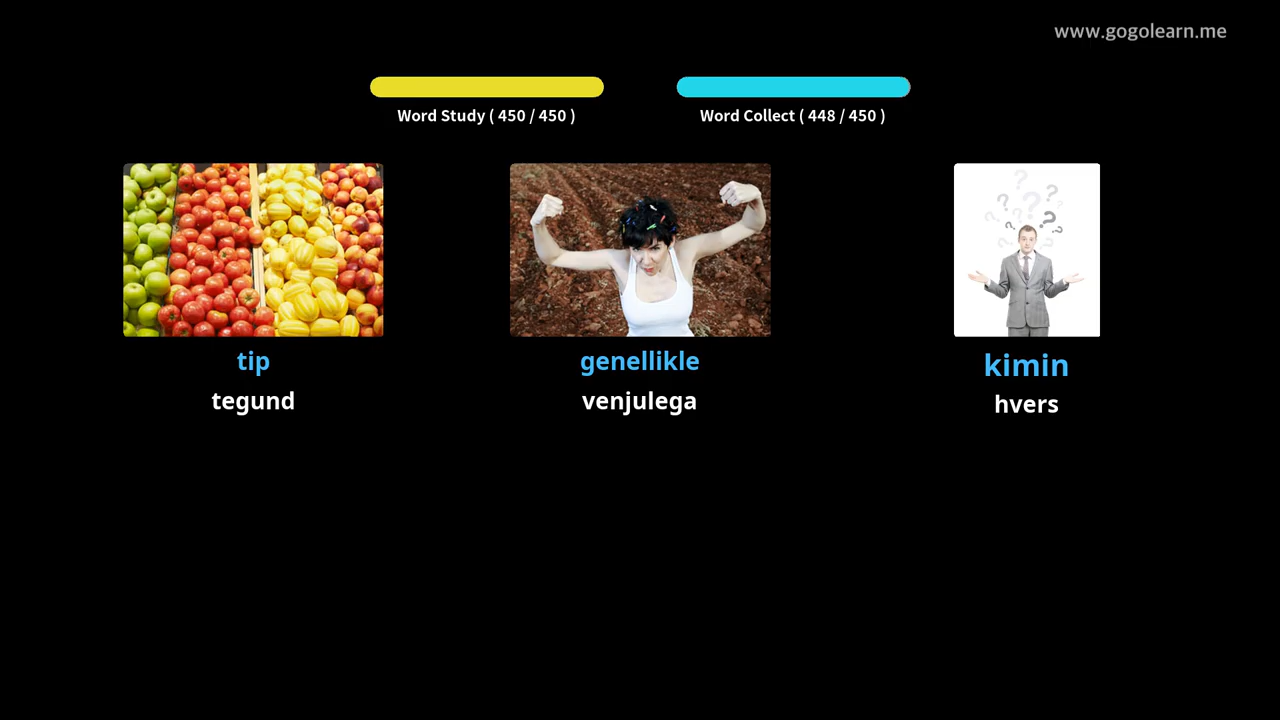 www.gogolearn.me
Word Study ( 450 / 450 )
Word Collect ( 448 / 450 )
tip
tegund
genellikle
venjulega
kimin
hvers